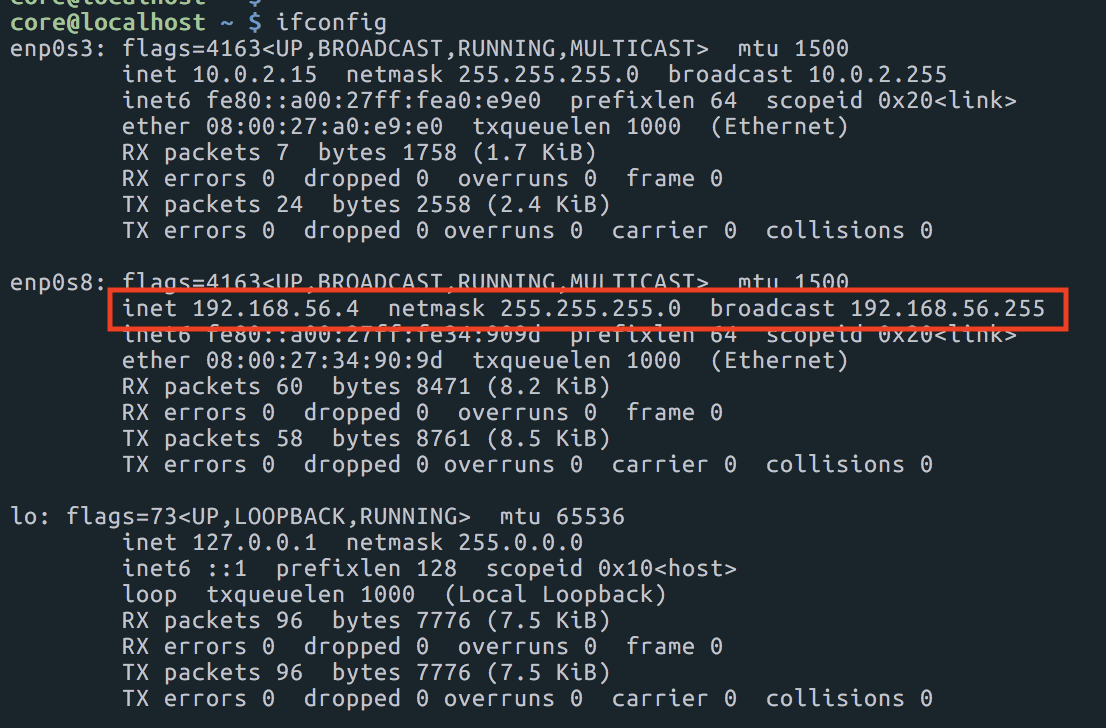 core@localhost ~ $
core@localhost ~ $ ifconfig
enp0s3: flags=4163<UP,BROADCAST,RUNNING,MULTICAST>  mtu 1500
        inet 10.0.2.15  netmask 255.255.255.0  broadcast 10.0.2.255
        inet6 fe80::a00:27ff:fea0:e9e0  prefixlen 64  scopeid 0x20<link>
        ether 08:00:27:a0:e9:e0  txqueuelen 1000  (Ethernet)
        RX packets 7  bytes 1758 (1.7 KiB)
        RX errors 0  dropped 0  overruns 0  frame 0
        TX packets 24  bytes 2558 (2.4 KiB)
        TX errors 0  dropped 0 overruns 0  carrier 0  collisions 0

enp0s8: flags=4163<UP,BROADCAST,RUNNING,MULTICAST>  mtu 1500
        inet 192.168.56.4  netmask 255.255.255.0  broadcast 192.168.56.255
        inet6 fe80::a00:27ff:fe34:909d  prefixlen 64  scopeid 0x20<link>
        ether 08:00:27:34:90:9d  txqueuelen 1000  (Ethernet)
        RX packets 60  bytes 8471 (8.2 KiB)
        RX errors 0  dropped 0  overruns 0  frame 0
        TX packets 58  bytes 8761 (8.5 KiB)
        TX errors 0  dropped 0 overruns 0  carrier 0  collisions 0

lo: flags=73<UP,LOOPBACK,RUNNING>  mtu 65536
        inet 127.0.0.1  netmask 255.0.0.0
        inet6 ::1  prefixlen 128  scopeid 0x10<host>
        loop  txqueuelen 1000  (Local Loopback)
        RX packets 96  bytes 7776 (7.5 KiB)
        RX errors 0  dropped 0  overruns 0  frame 0
        TX packets 96  bytes 7776 (7.5 KiB)
        TX errors 0  dropped 0 overruns 0  carrier 0  collisions 0